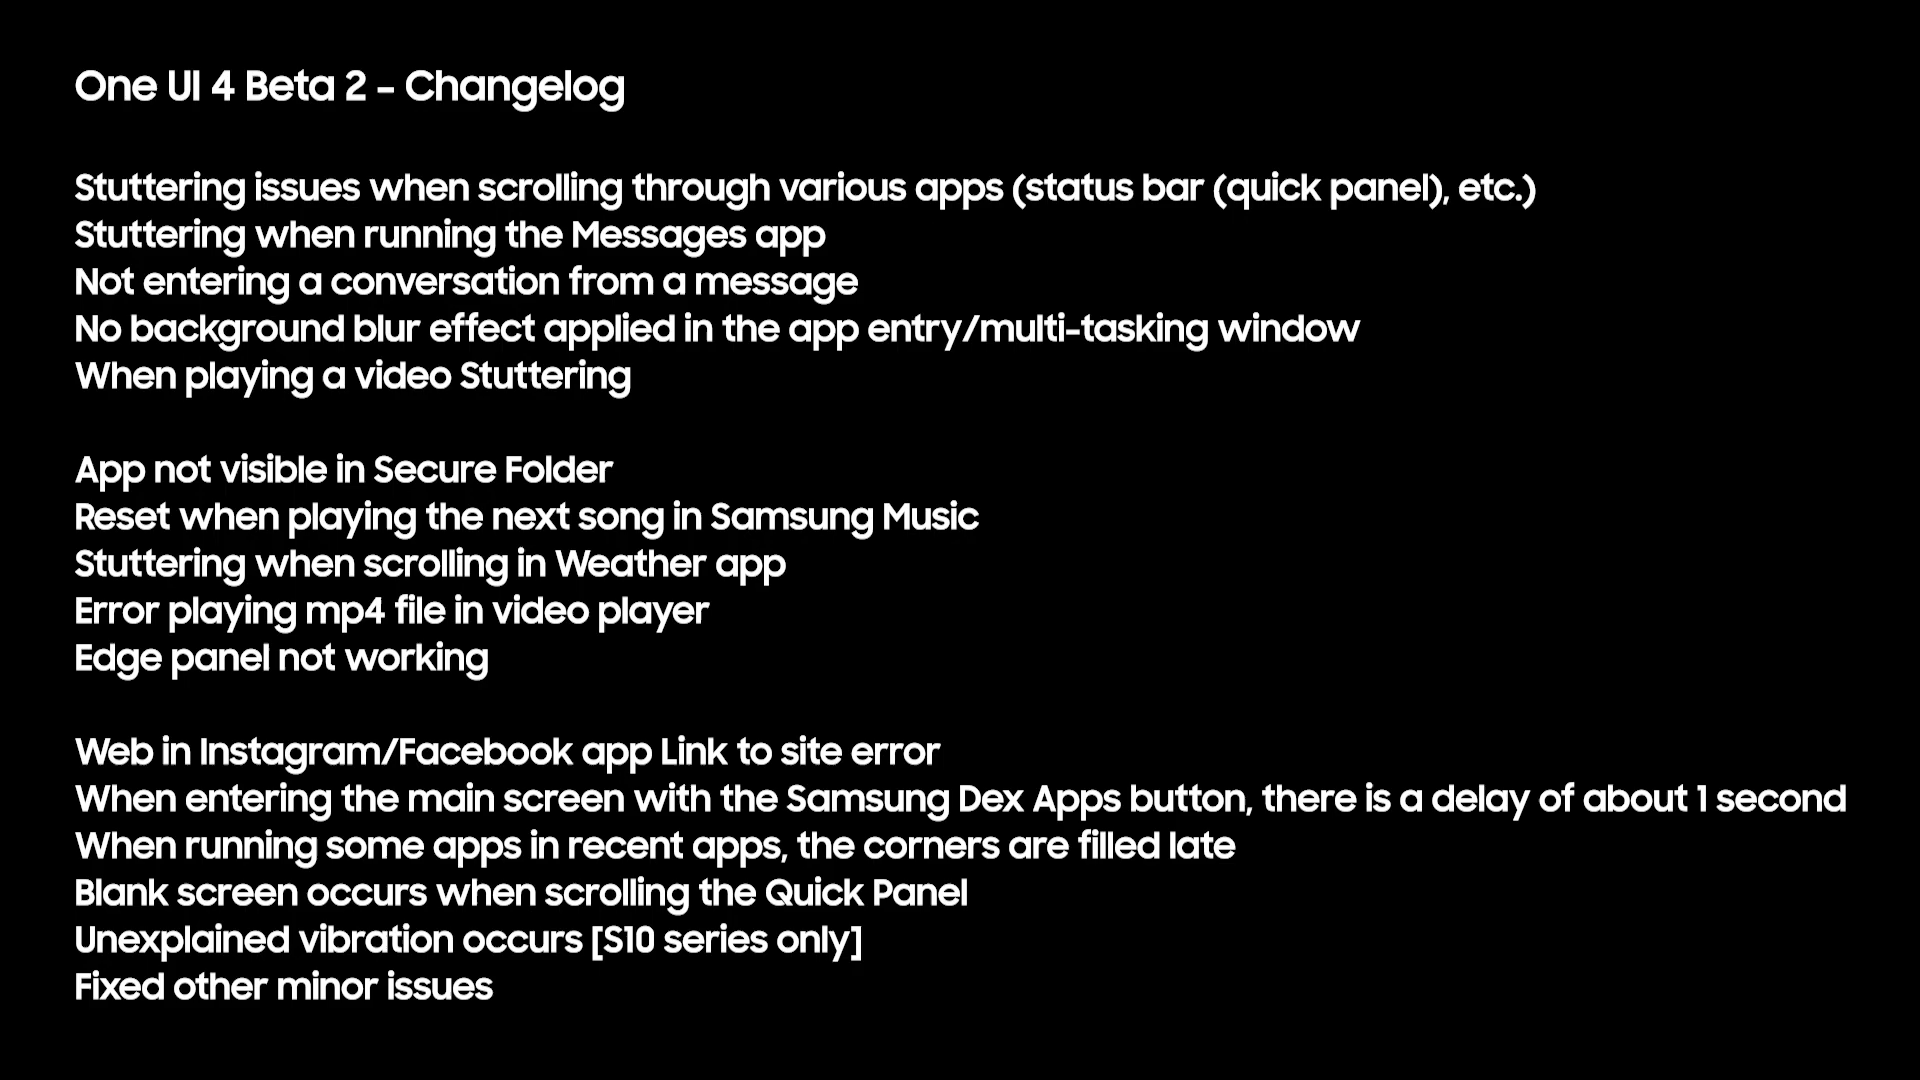 One UI 4 Beta 2 – Changelog
Stuttering issues when scrolling through various apps (status bar (quick panel), etc.)
Stuttering when running the Messages app
Not entering a conversation from a message
No background blur effect applied in the app entry/multi-tasking window
When playing a video Stuttering
App not visible in Secure Folder
Reset when playing the next song in Samsung Music
Stuttering when scrolling in Weather app
Error playing mp4 file in video player
Edge panel not working
Web in Instagram/Facebook app Link to site error
When entering the main screen with the Samsung Dex Apps button, there is a delay of about 1 second
When running some apps in recent apps, the corners are filled late
Blank screen occurs when scrolling the Quick Panel
Unexplained vibration occurs [S10 series only]
Fixed other minor issues